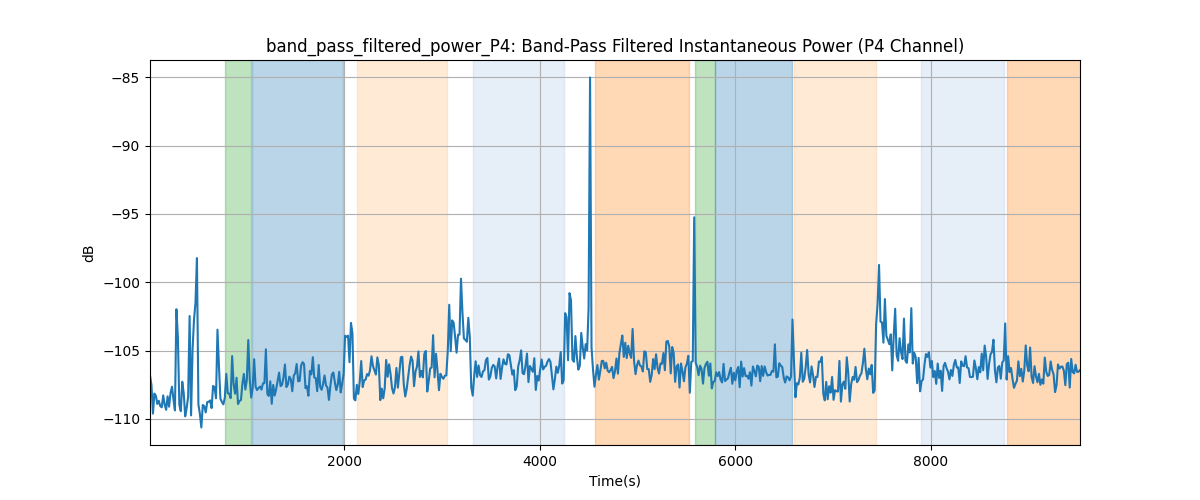 band_pass_filtered_power_P4: Band-Pass Filtered Instantaneous Power (P4 Channel)
−85
−90
−95
−100
−105
−110
dB
2000 4000 6000 8000
Time(s)